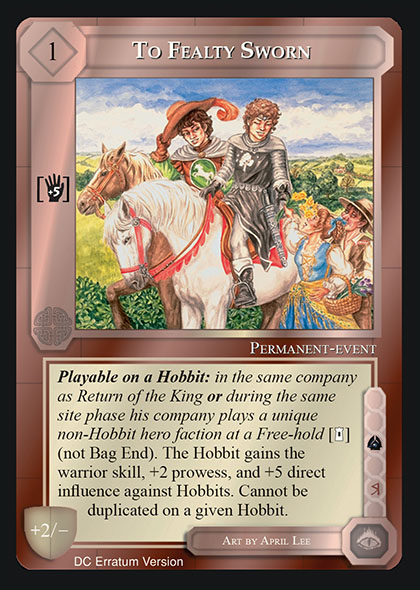 1
To Fealty Sworn
[+5]
Permanent-event
Playable on a Hobbit: in the same company
as Return of the King or during the same
site phase his company plays a unique
non-Hobbit hero faction at a Free-hold [ ]
(not Bag End). The Hobbit gains the
warrior skill, +2 prowess, and +5 direct
influence against Hobbits. Cannot be
duplicated on a given Hobbit.
+2/–
Art by April Lee
DC Erratum Version